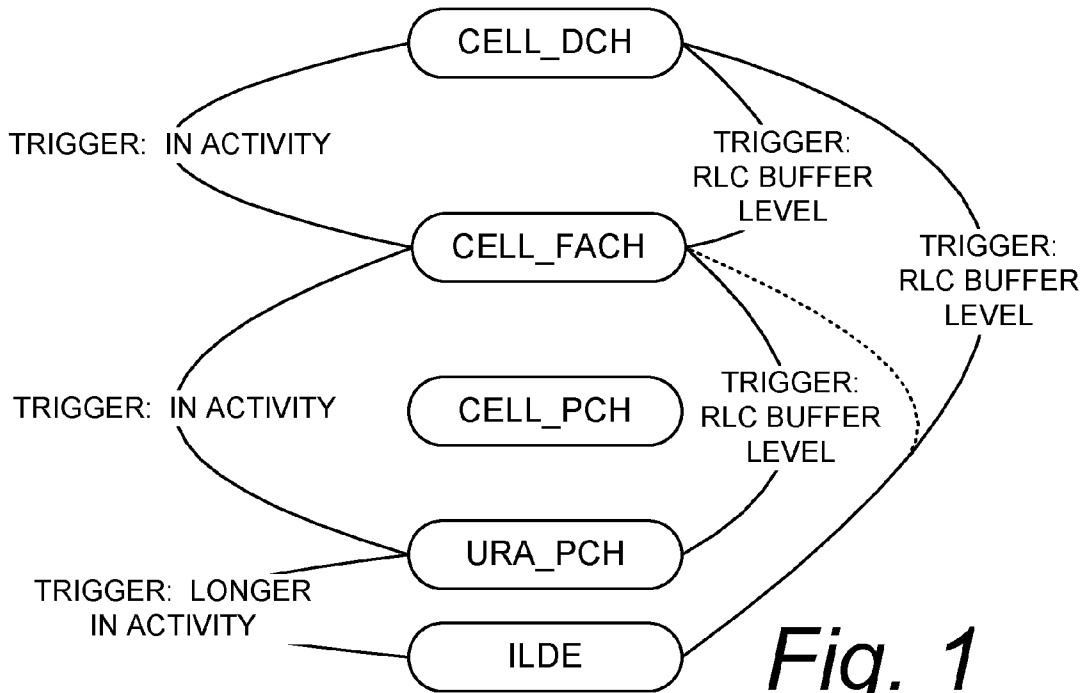 CELL_DCH
TRIGGER: IN ACTIVITY
TRIGGER:
RLC BUFFER
LEVEL
CELL_FACH
TRIGGER:
RLC BUFFER
LEVEL
TRIGGER: IN ACTIVITY
CELL_PCH
TRIGGER:
RLC BUFFER
LEVEL
URA_PCH
TRIGGER: LONGER
IN ACTIVITY
ILDE
Fig. 1